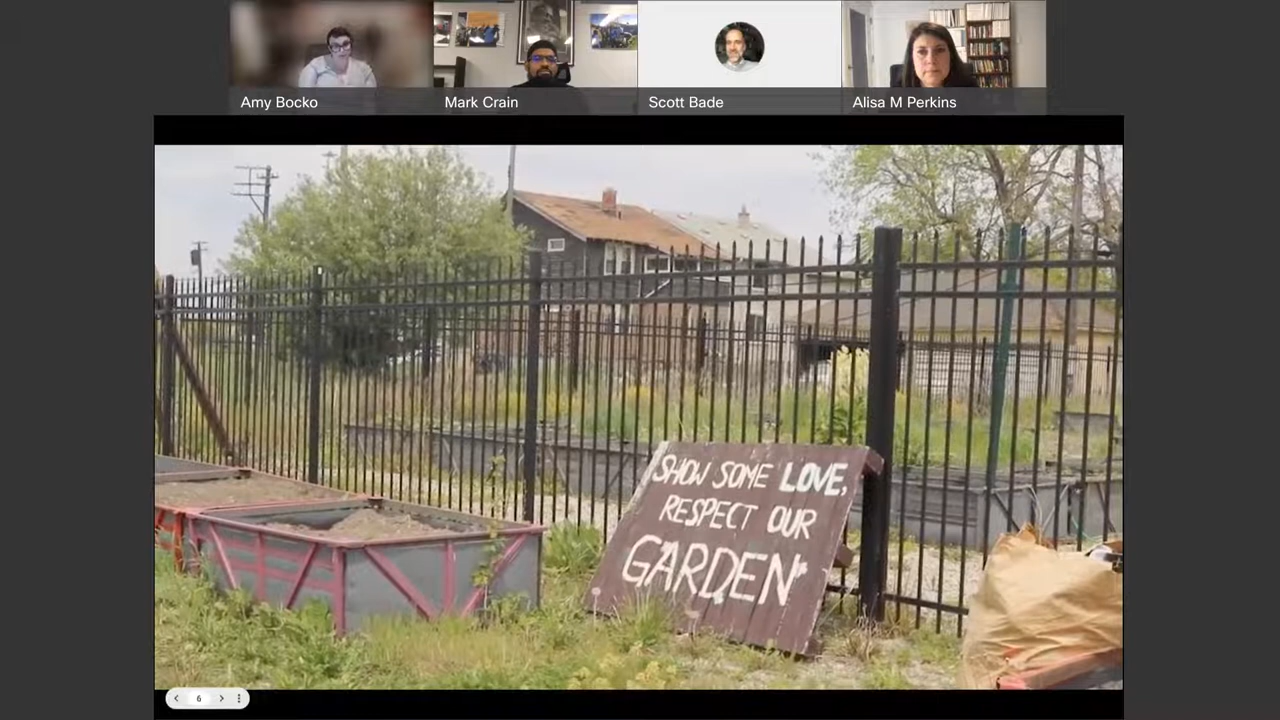 Amy Bocko
Mark Crain
Scott Bade
Alisa M Perkins
SHOW SOME LOVE,
RESPECT OUR
GARDEN
6